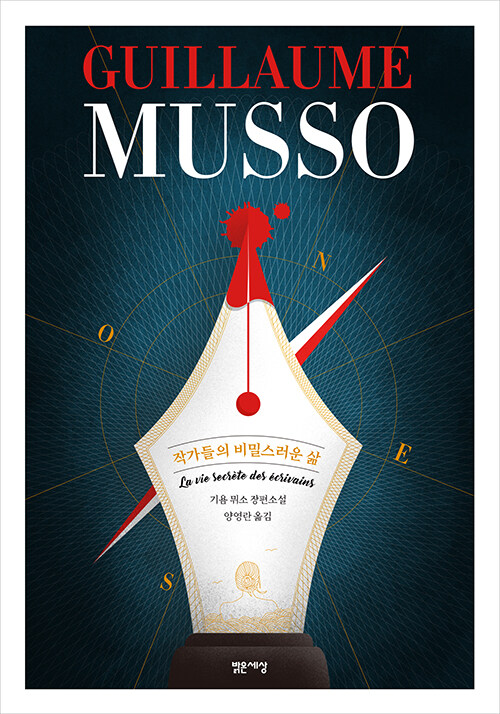 GUILLAUME
MUSSO
N
O
E
S
작가들의 비밀스러운 삶
La vie secrète des écrivains
기욤 뮈소 장편소설
양영란 옮김
밝은세상